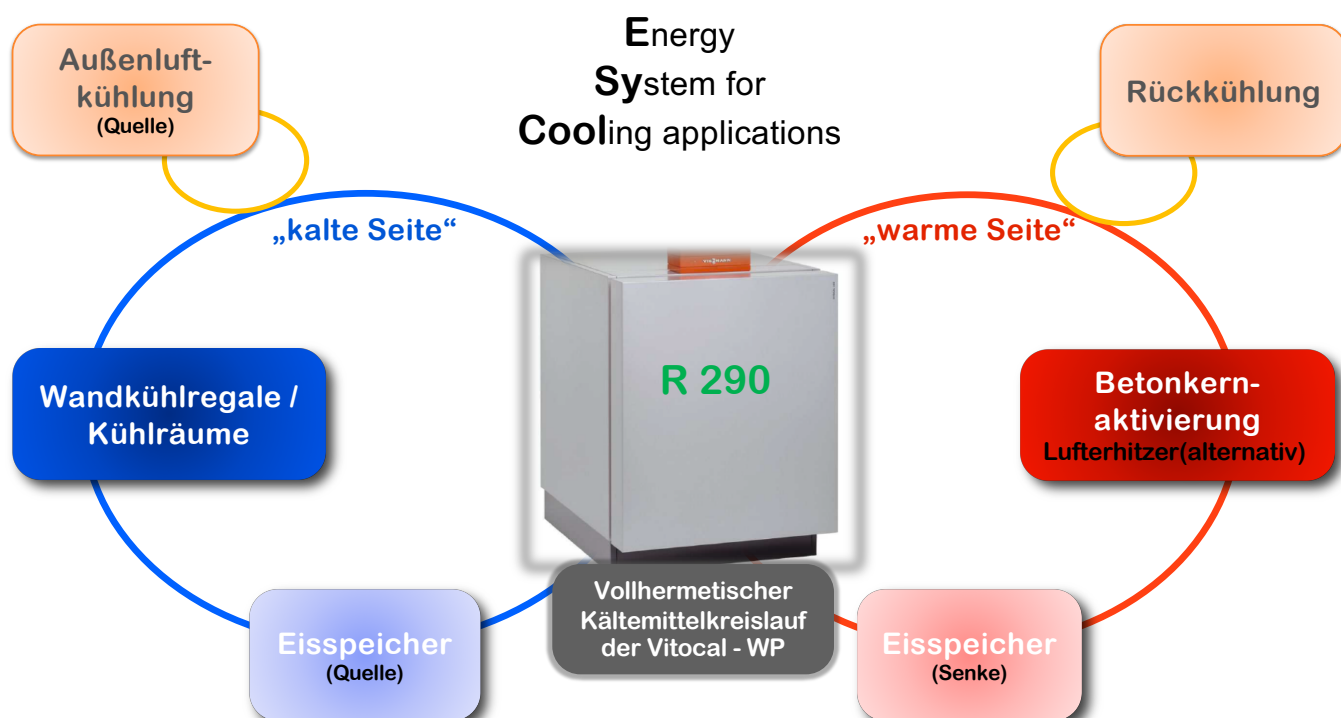 Energy
System for
Cooling applications
Außenluft-
kühlung
(Quelle)
Rückkühlung
„kalte Seite“
„warme Seite“
VIESMANN
R 290
Wandkühlregale /
Kühlräume
Betonkern-
aktivierung
Lufterhitzer(alternativ)
Vollhermetischer
Kältemittelkreislauf
der Vitocal - WP
Eisspeicher
(Quelle)
Eisspeicher
(Senke)